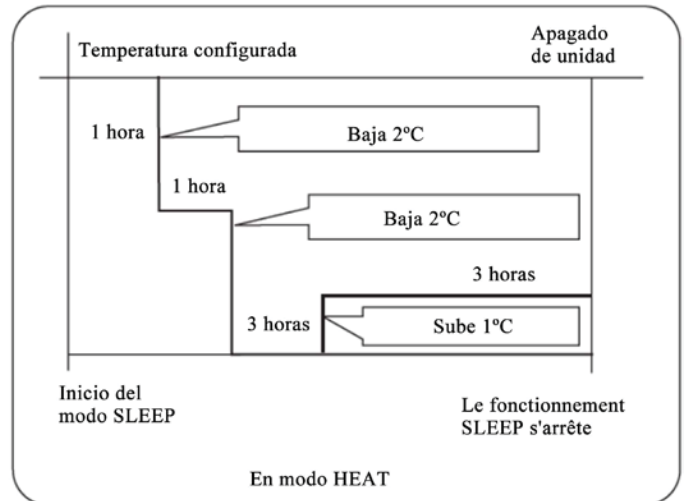 Temperatura configurada
Apagado
de unidad
1 hora
Baja 2ºC
1 hora
Baja 2ºC
3 horas
3 horas
Sube 1ºC
Inicio del
modo SLEEP
Le fonctionnement
SLEEP s'arrête
En modo HEAT